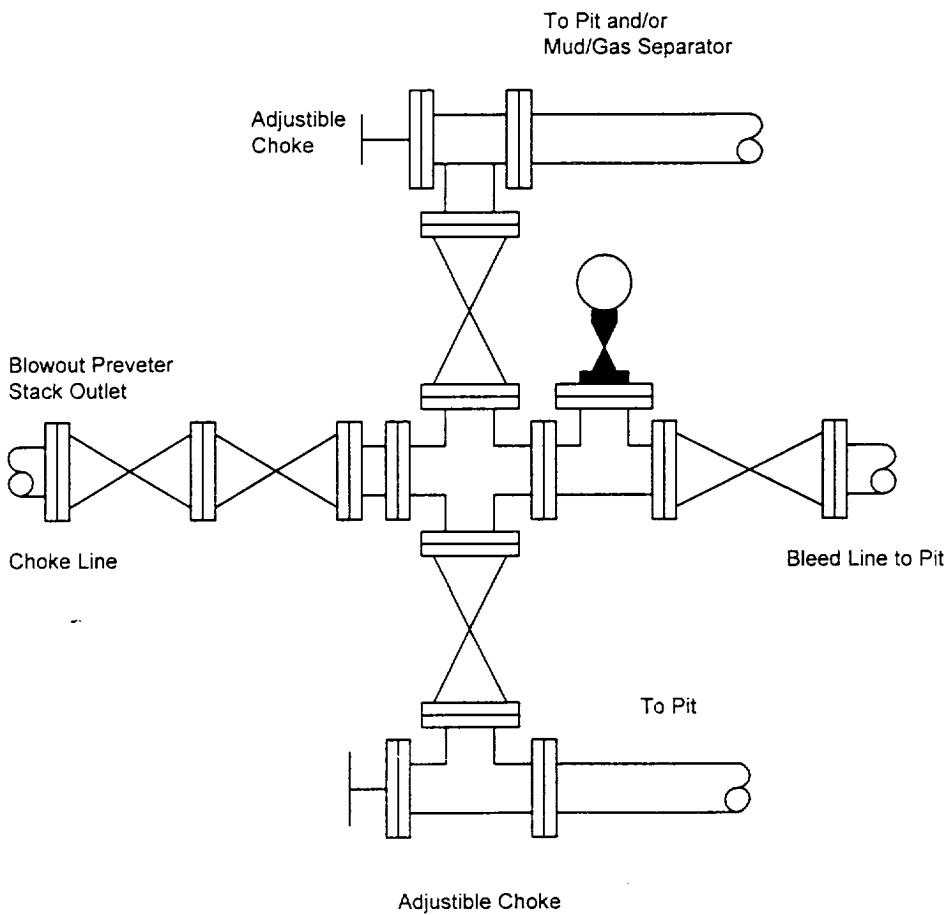 To Pit and/or
Mud/Gas Separator
Adjustible
Choke
Blowout Preveter
Stack Outlet
Choke Line
Bleed Line to Pit
To Pit
Adjustible Choke